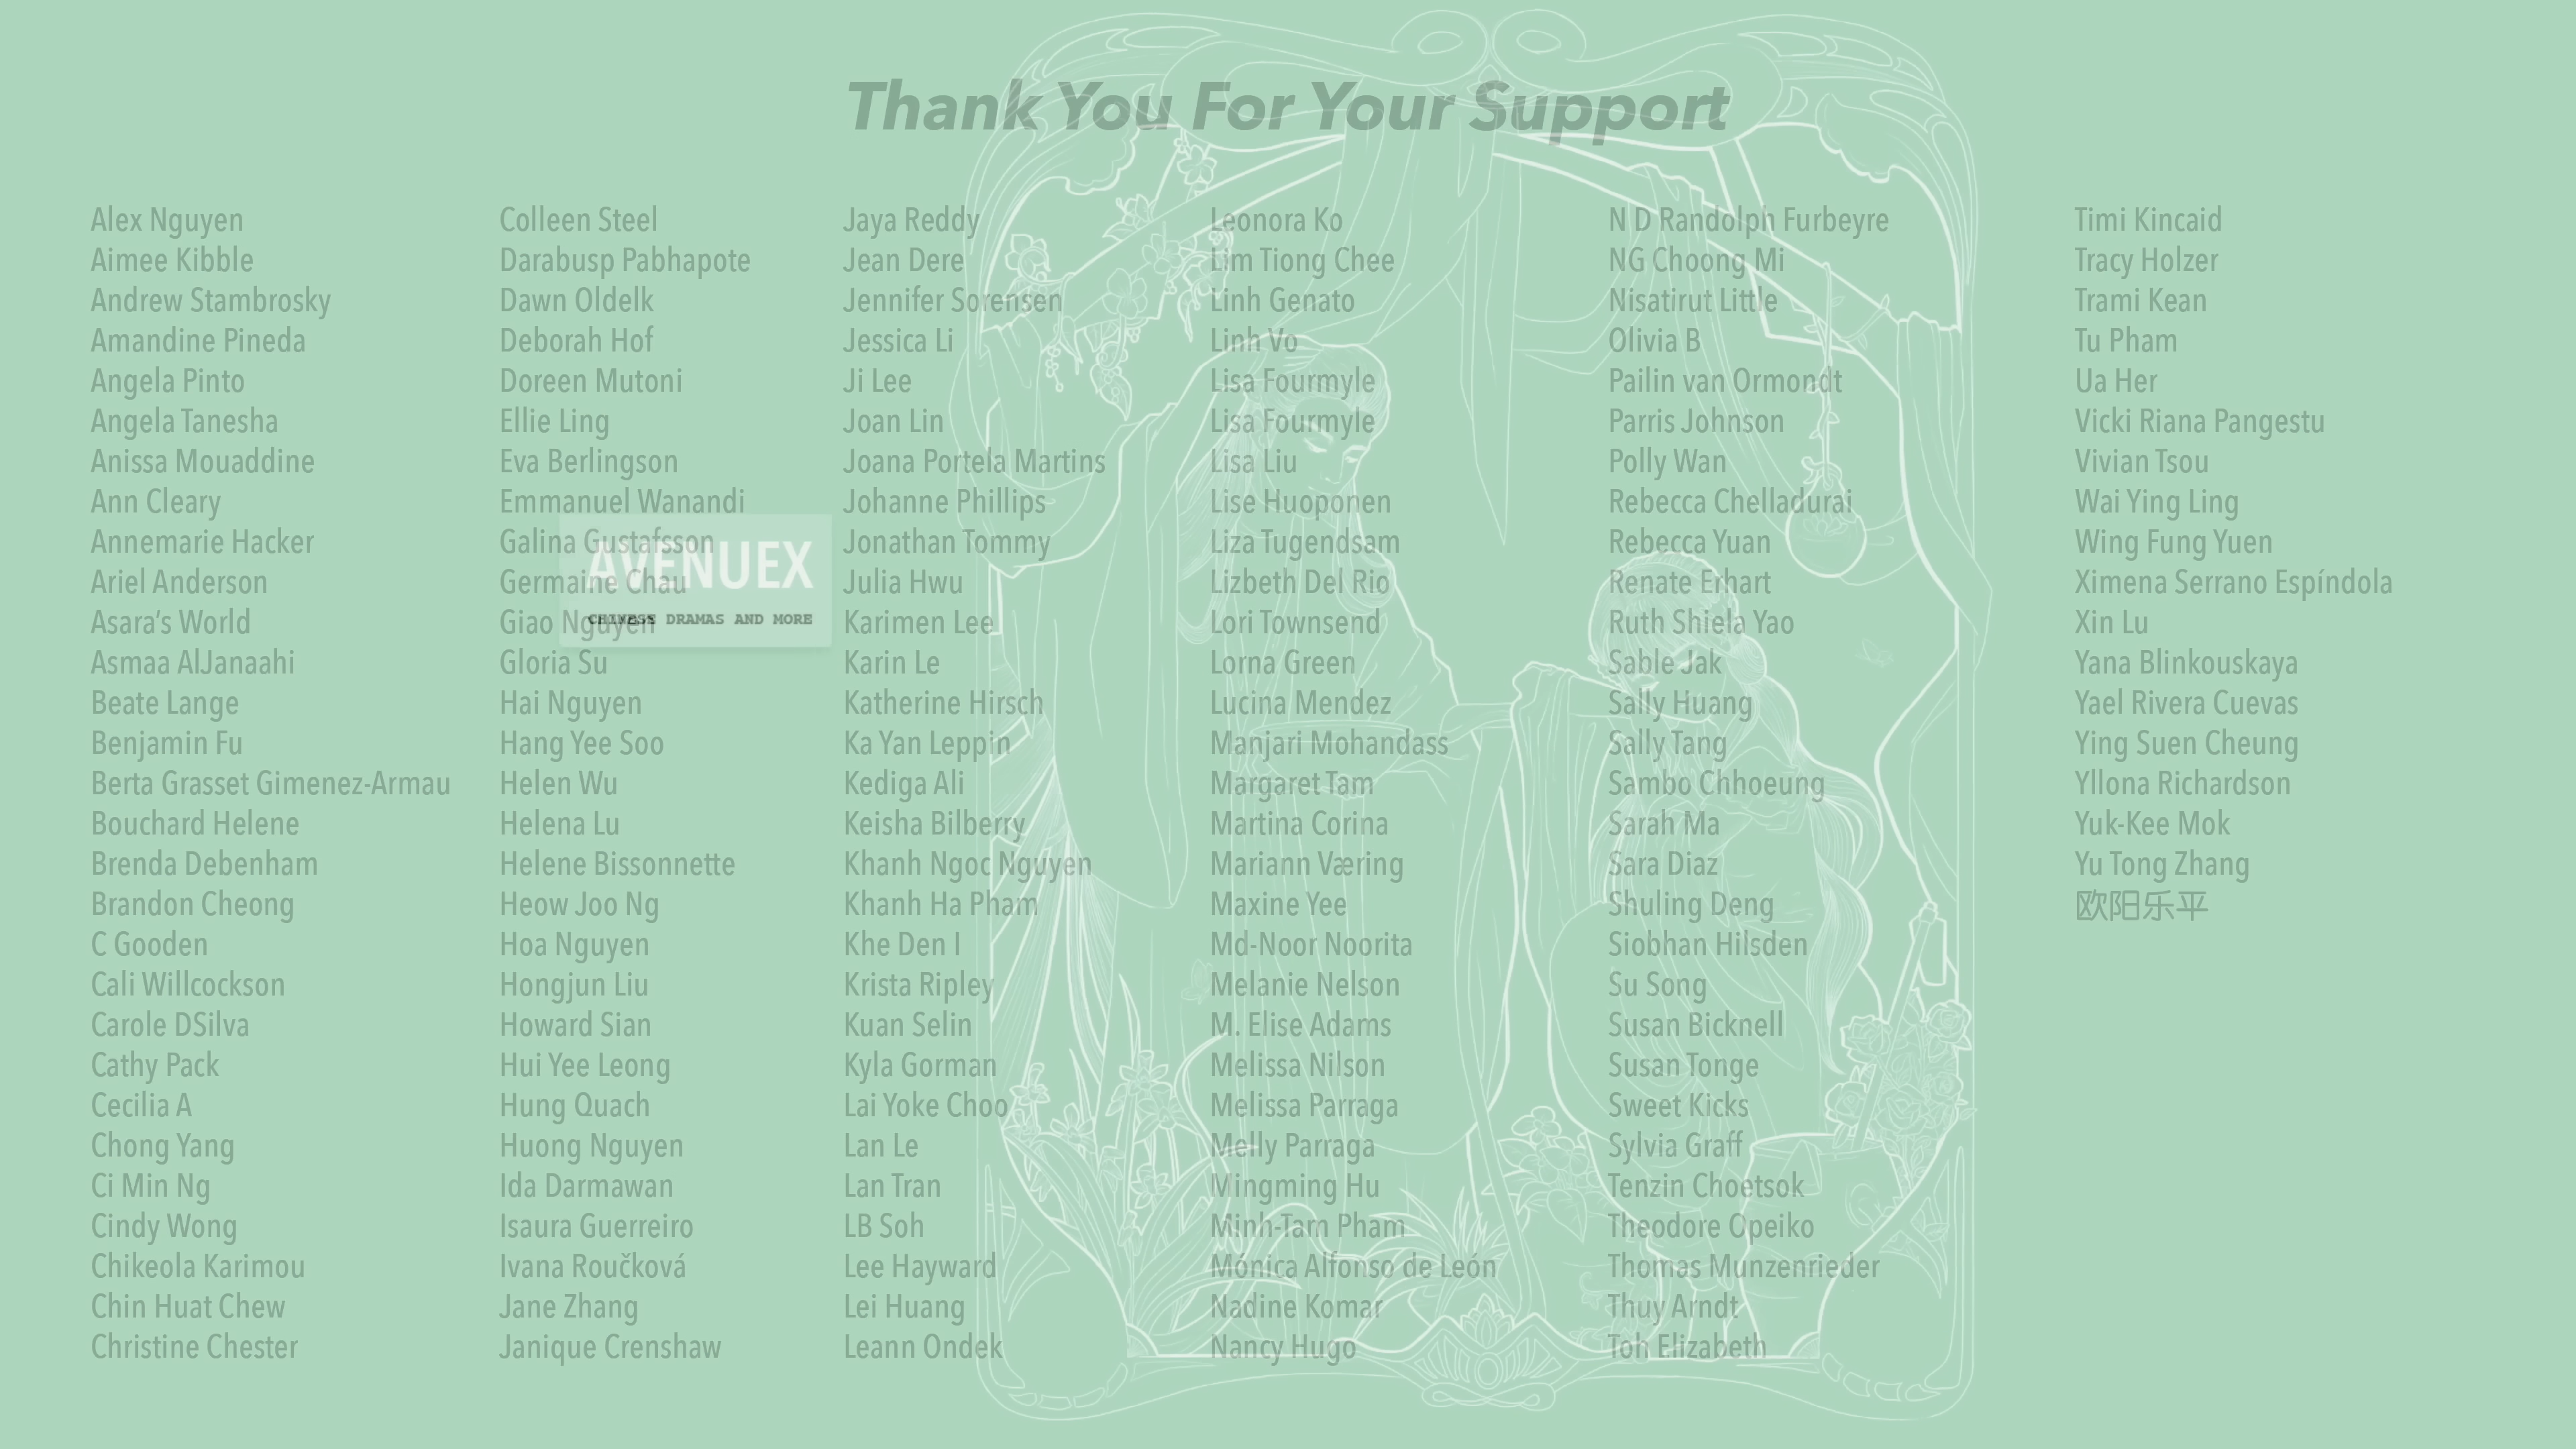 Thank You For Your Support
Alex Nguyen
Aimee Kibble
Andrew Stambrosky
Amandine Pineda
Angela Pinto
Angela Tanesha
Anissa Mouaddine
Ann Cleary
Annemarie Hacker
Ariel Anderson
Asara's World
Asmaa AlJanaahi
Beate Lange
Benjamin Fu
Berta Grasset Gimenez-Armau
Bouchard Helene
Brenda Debenham
Brandon Cheong
C Gooden
Cali Willcockson
Carole DSilva
Cathy Pack
Cecilia A
Chong Yang
Ci Min Ng
Cindy Wong
Chikeola Karimou
Chin Huat Chew
Christine Chester
Colleen Steel
Darabusp Pabhapote
Dawn Oldelk
Deborah Hof
Doreen Mutoni
Ellie Ling
Eva Berlingson
Emmanuel Wanandi
Galina Gustafsson
Germaine Chau
Giao Nguyen
Gloria Su
Hai Nguyen
Hang Yee Soo
Helen Wu
Helena Lu
Helene Bissonnette
Heow Joo Ng
Hoa Nguyen
Hongjun Liu
Howard Sian
Hui Yee Leong
Hung Quach
Huong Nguyen
Ida Darmawan
Isaura Guerreiro
Ivana Roučková
Jane Zhang
Janique Crenshaw
AVENUEX
CHINESE DRAMAS AND MORE
Jaya Reddy
Jean Dere
Jennifer Sorensen
Jessica Li
Ji Lee
Joan Lin
Joana Portela Martins
Johanne Phillips
Jonathan Tommy
Julia Hwu
Karimen Lee
Karin Le
Katherine Hirsch
Ka Yan Leppin
Kediga Ali
Keisha Bilberry
Khanh Ngoc Nguyen
Khanh Ha Pham
Khe Den I
Krista Ripley
Kuan Selin
Kyla Gorman
Lai Yoke Choo
Lan Le
Lan Tran
LB Soh
Lee Hayward
Lei Huang
Leann Ondek
Leonora Ko
Lim Tiong Chee
Linh Genato
Linh Vo
Lisa Fourmyle
Lisa Fourmyle
Lisa Liu
Lise Huoponen
Liza Tugendsam
Lizbeth Del Rio
Lori Townsend
Lorna Green
Lucina Mendez
Manjari Mohandass
Margaret Tam
Martina Corina
Mariann Væring
Maxine Yee
Md-Noor Noorita
Melanie Nelson
M. Elise Adams
Melissa Nilson
Melissa Parraga
Melly Parraga
Mingming Hu
Minh-Tam Pham
Mónica Alfonso de León
Nadine Komar
Nancy Hugo
N D Randolph Furbeyre
NG Choong Mi
Nisatirut Little
Olivia B
Pailin van Ormondt
Parris Johnson
Polly Wan
Rebecca Chelladurai
Rebecca Yuan
Renate Erhart
Ruth Shiela Yao
Sable Jak
Sally Huang
Sally Tang
Sambo Chhoeung
Sarah Ma
Sara Diaz
Shuling Deng
Siobhan Hilsden
Su Song
Susan Bicknell
Susan Tonge
Sweet Kicks
Sylvia Graff
Tenzin Choetsok
Theodore Opeiko
Thomas Munzenrieder
Thuy Arndt
Toh Elizabeth
Timi Kincaid
Tracy Holzer
Trami Kean
Tu Pham
Ua Her
Vicki Riana Pangestu
Vivian Tsou
Wai Ying Ling
Wing Fung Yuen
Ximena Serrano Espíndola
Xin Lu
Yana Blinkouskaya
Yael Rivera Cuevas
Ying Suen Cheung
Yllona Richardson
Yuk-Kee Mok
Yu Tong Zhang
欧阳乐平